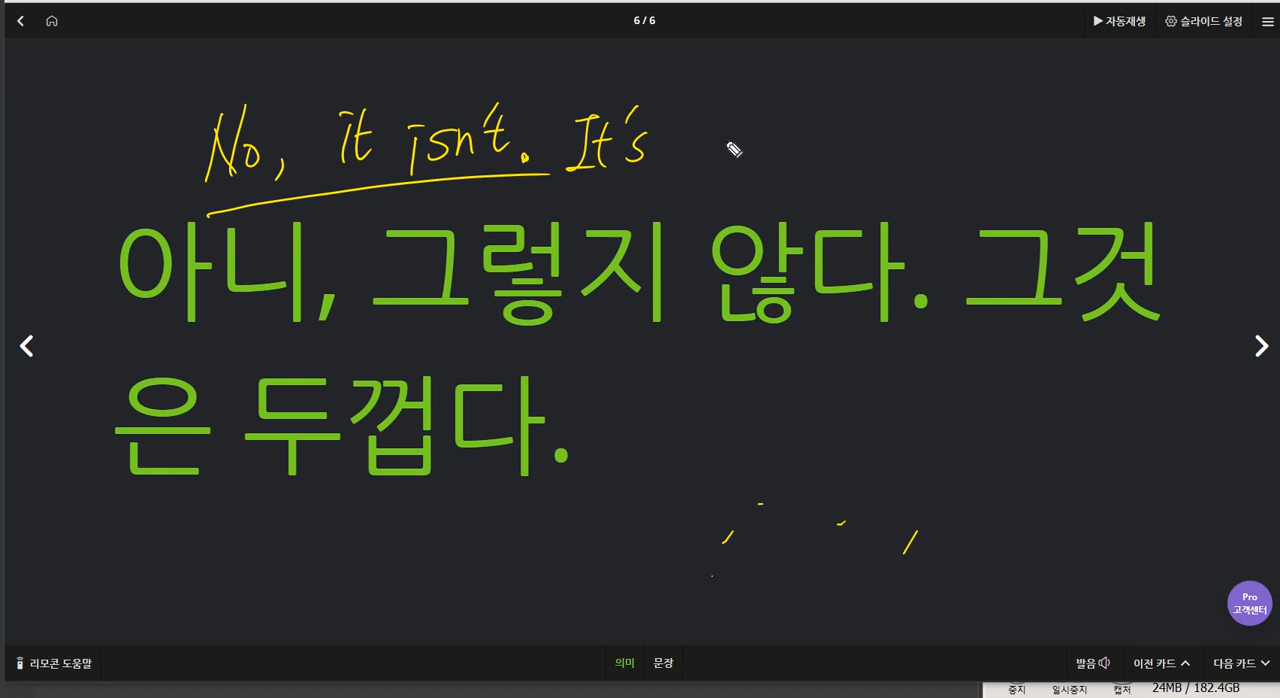 6 / 6
자동재생
슬라이드 설정
No, it isn't. It's
아니, 그렇지 않다. 그것
은 두껍다.
Pro
고객센터
리모콘 도움말
의미
문장
발음
이전 카드
다음 카드
중지
일시중지
캡처
24MB / 182.4GB